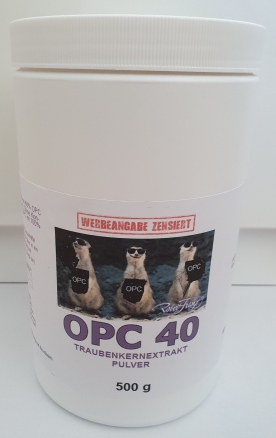 WERBEANGABE ZENSIERT
OPC
OPC
OPC
OPC 40
TRAUBENKERNEXTRAKT
PULVER
500 g